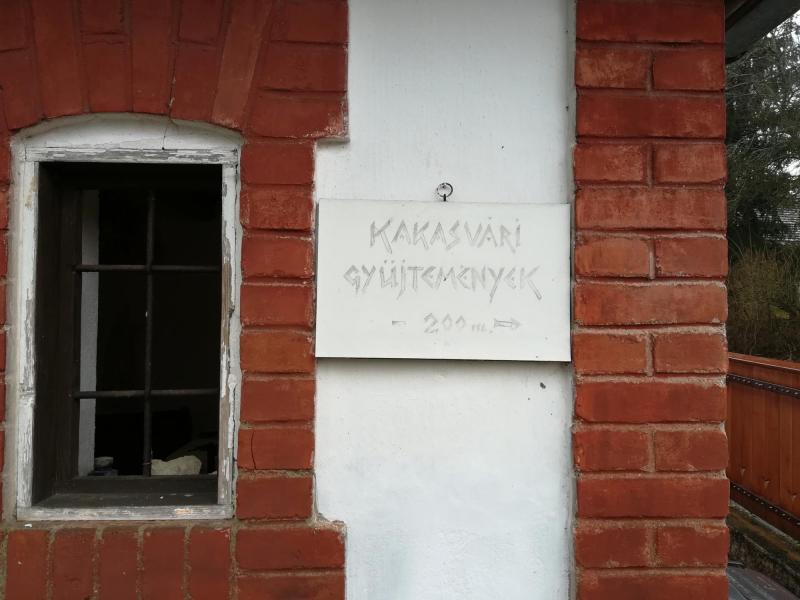 KAKASVÁRI
GYŰJTEMÉNYEK
- 200 m. ⇒